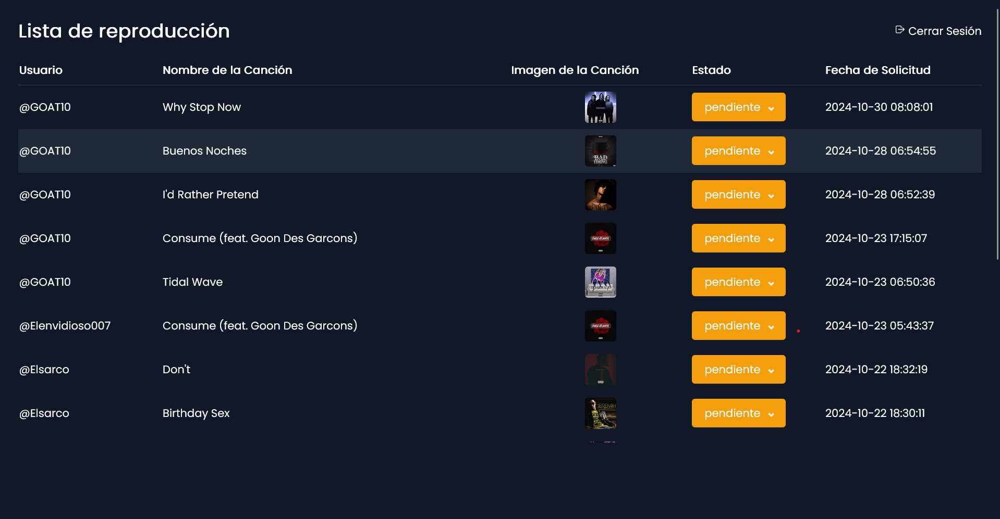 Lista de reproducción
Cerrar Sesión
Usuario Nombre de la Canción Imagen de la Canción Estado Fecha de Solicitud
@GOAT10 Why Stop Now pendiente 2024-10-30 08:08:01
@GOAT10 Buenos Noches BAD TIMING pendiente 2024-10-28 06:54:55
@GOAT10 I'd Rather Pretend VANITY pendiente 2024-10-28 06:52:39
@GOAT10 Consume (feat. Goon Des Garcons) CHASE ATLANTIC pendiente 2024-10-23 17:15:07
@GOAT10 Tidal Wave TIDAL WAVE pendiente 2024-10-23 06:50:36
@Elenvidioso007 Consume (feat. Goon Des Garcons) CHASE ATLANTIC pendiente 2024-10-23 05:43:37
@Elsarco Don't pendiente 2024-10-22 18:32:19
@Elsarco Birthday Sex JEREMIH pendiente 2024-10-22 18:30:11